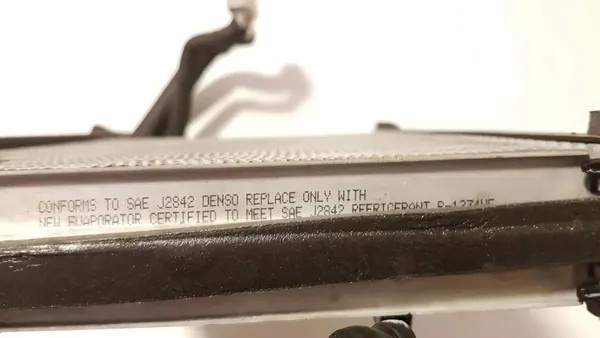 CONFORMS TO SAE J2842 DENSO REPLACE ONLY WITH
NEW EVAPORATOR CERTIFIED TO MEET SAE J2842 REFRIGERANT R-1234YF